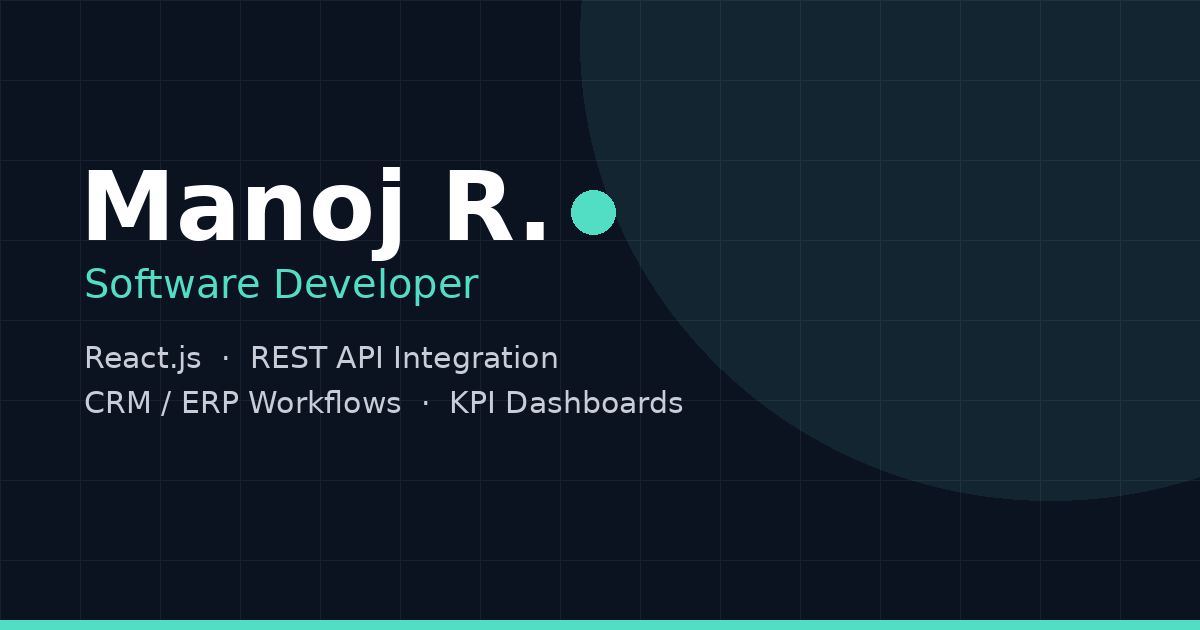 Manoj R.
Software Developer
React.js · REST API Integration
CRM / ERP Workflows · KPI Dashboards